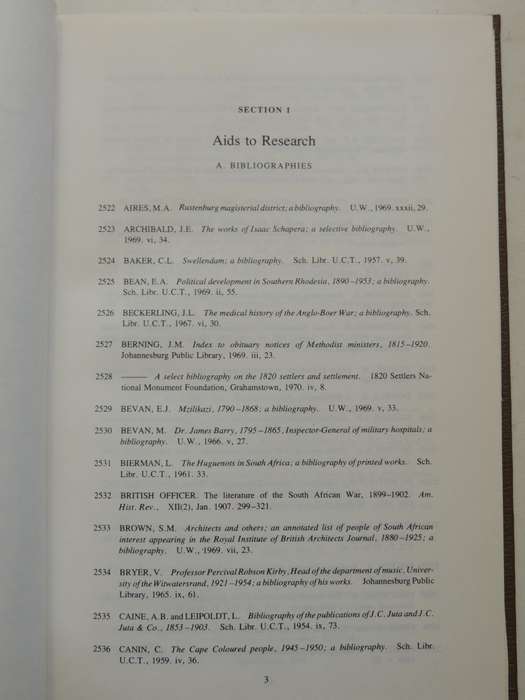 SECTION I
Aids to Research
A. BIBLIOGRAPHIES
2522 AIRES, M.A. Rustenburg magisterial district; a bibliography. U.W., 1969. xxxii, 29.
2523 ARCHIBALD, J.E. The works of Isaac Schapera; a selective bibliography. U.W.,
1969. vi, 34.
2524 BAKER, C.L. Swellendam; a bibliography. Sch. Libr. U.C.T., 1957. v, 39.
2525 BEAN, E.A. Political development in Southern Rhodesia, 1890–1953; a bibliography.
Sch. Libr. U.C.T., 1969. ii, 55.
2526 BECKERLING, J.L. The medical history of the Anglo-Boer War; a bibliography. Sch.
Libr. U.C.T., 1967. vi, 30.
2527 BERNING, J.M. Index to obituary notices of Methodist ministers, 1815–1920.
Johannesburg Public Library, 1969. iii, 23.
2528 ——— A select bibliography on the 1820 settlers and settlement. 1820 Settlers Na-
tional Monument Foundation, Grahamstown, 1970. iv, 8.
2529 BEVAN, E.J. Mzilikazi, 1790–1868; a bibliography. U.W., 1969. v, 33.
2530 BEVAN, M. Dr. James Barry, 1795–1865, Inspector-General of military hospitals; a
bibliography. U.W., 1966. v, 27.
2531 BIERMAN, L. The Huguenots in South Africa; a bibliography of printed works. Sch.
Libr. U.C.T., 1961. 33.
2532 BRITISH OFFICER. The literature of the South African War, 1899–1902. Am.
Hist. Rev., XII(2), Jan. 1907. 299–321.
2533 BROWN, S.M. Architects and others; an annotated list of people of South African
interest appearing in the Royal Institute of British Architects Journal, 1880–1925; a
bibliography. U.W., 1969. vii, 23.
2534 BRYER, V. Professor Percival Robson Kirby, Head of the department of music, Univer-
sity of the Witwatersrand, 1921–1954; a bibliography of his works. Johannesburg Public
Library, 1965. ix, 61.
2535 CAINE, A.B. and LEIPOLDT, L. Bibliography of the publications of J.C. Juta and J.C.
Juta & Co., 1853–1903. Sch. Libr. U.C.T., 1954. ix, 73.
2536 CANIN, C. The Cape Coloured people, 1945–1950; a bibliography. Sch. Libr.
U.C.T., 1959. iv, 36.
3